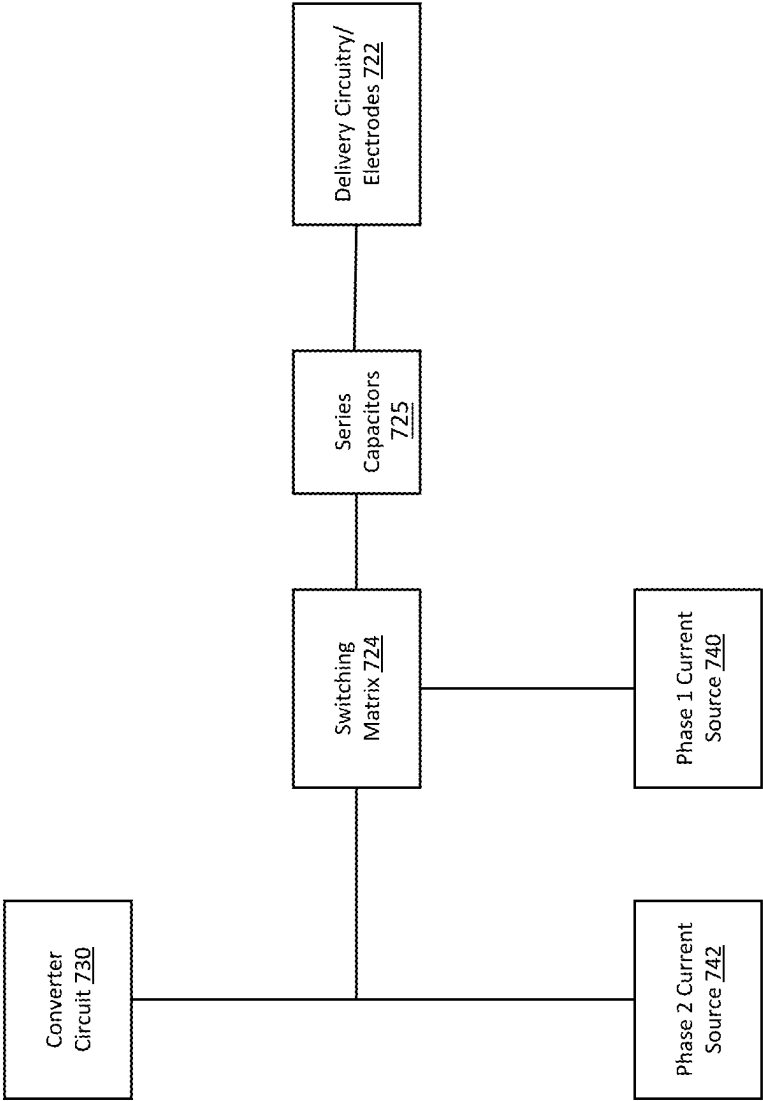 Converter
Circuit 730
Switching
Matrix 724
Series
Capacitors
725
Delivery Circuitry/
Electrodes 722
Phase 2 Current
Source 742
Phase 1 Current
Source 740